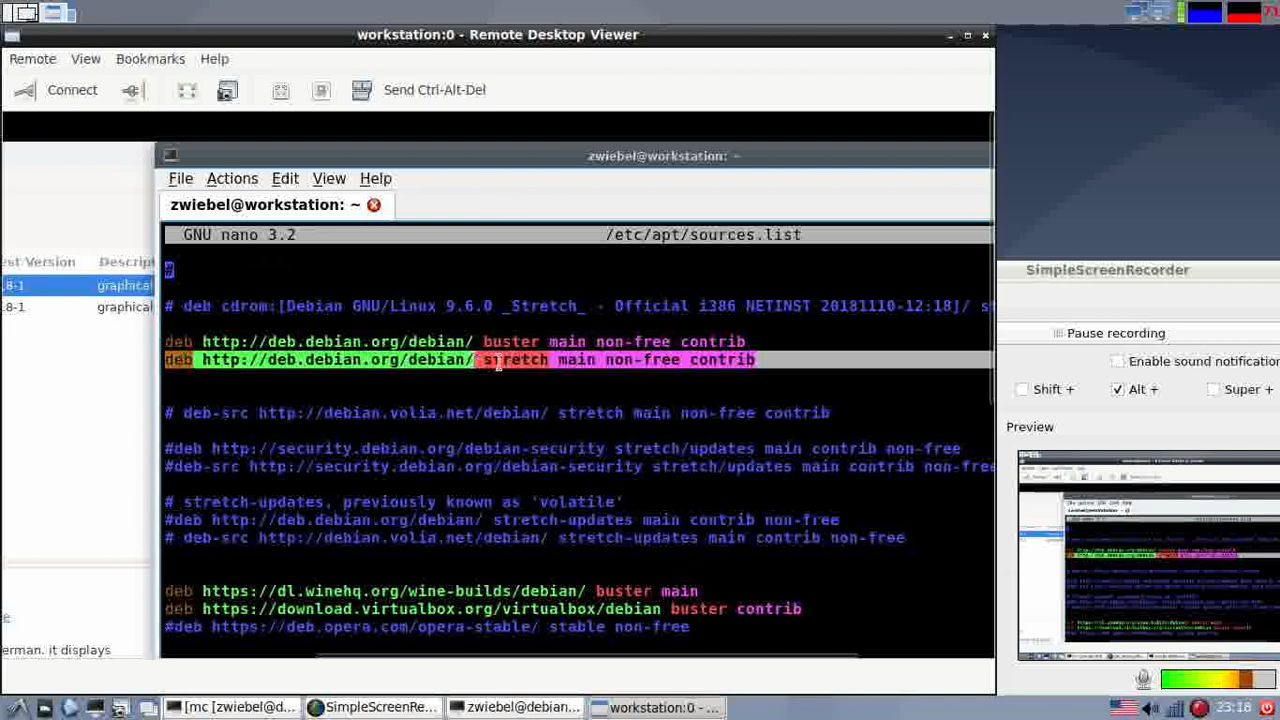 workstation:0 - Remote Desktop Viewer
Remote View Bookmarks Help
Connect Send Ctrl-Alt-Del
zwiebel@workstation: ~
File Actions Edit View Help
zwiebel@workstation: ~
GNU nano 3.2 /etc/apt/sources.list
#
# deb cdrom:[Debian GNU/Linux 9.6.0 _Stretch_ - Official i386 NETINST 20181110-12:18]/ st
deb http://deb.debian.org/debian/ buster main non-free contrib
deb http://deb.debian.org/debian/ stretch main non-free contrib
# deb-src http://debian.volia.net/debian/ stretch main non-free contrib
#deb http://security.debian.org/debian-security stretch/updates main contrib non-free
#deb-src http://security.debian.org/debian-security stretch/updates main contrib non-free
# stretch-updates, previously known as 'volatile'
#deb http://deb.debian.org/debian/ stretch-updates main contrib non-
# deb-src http://debian.volia.net/debian/ stretch-updates main contrib non-free
deb https://dl.winehq.org/wine-builds/debian/ buster main
deb https://download.virtualbox.org/virtualbox/debian buster contrib
#deb https://deb.opera
est Version Descrip
.8-1 graphical
8-1 graphical
erman. it displays
SimpleScreenRecorder
Pause recording
Enable sound notification
Shift + Alt + Super +
Preview
[mc [zwiebel@d... SimpleScreenRe... zwiebel@debian... workstation:0 - ... 23:18